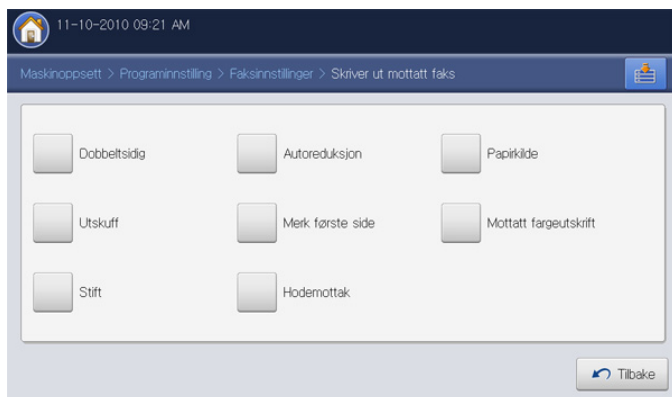 11-10-2010 09:21 AM
Maskinoppsett > Programinnstilling > Faksinnstillinger > Skriver ut mottatt faks
Dobbeltsidig
Autoreduksjon
Papirkilde
Utskuff
Merk første side
Mottatt fargeutskrift
Stift
Hodemottak
Tilbake